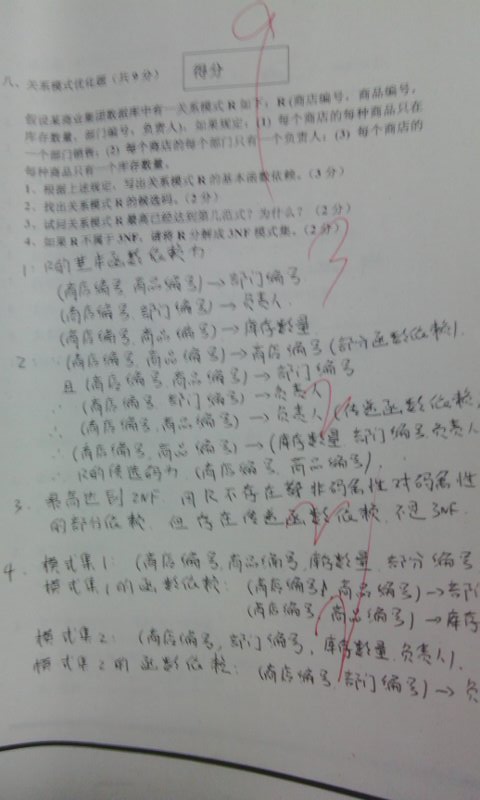 9
八、关系模式优化题（共 9 分）
得分
假设某商业集团数据库中有一关系模式 R 如下：R (商店编号，商品编号，
库存数量，部门编号，负责人)，如果规定：(1) 每个商店的每种商品只在
一个部门销售；(2) 每个商店的每个部门只有一个负责人；(3) 每个商店的
每种商品只有一个库存数量。
1、根据上述规定，写出关系模式 R 的基本函数依赖。（3 分）
2、找出关系模式 R 的候选码。（2 分）
3、试问关系模式 R 最高已经达到第几范式？为什么？（2 分）
4、如果 R 不属于 3NF，请将 R 分解成 3NF 模式集。（2 分）
3
1: R的基本函数依赖为
(商店编号, 商品编号)→部门编号
(商店编号, 部门编号)→负责人.
(商店编号, 商品编号)→库存数量
2: ∵(商店编号, 商品编号)→商店编号(部分函数依赖).
且(商店编号, 商品编号)→部门编号
∴(商店编号, 部门编号)→负责人
∴(商店编号, 商品编号)→负责人(传递函数依赖
∴(商店编号, 商品编号)→(库存数量 部门编号 负责人
∴R的候选码为 (商店编号, 商品编号).
2
3. 最高达到2NF. 因R不存在非码属性对码属性
的部分依赖. 但存在传递函数依赖. 不是3NF.
2
4. 模式集1: (商店编号, 商品编号, 库存数量, 部分编号
模式集1的函数依赖: (商店编号, 商品编号)→部门
(商店编号, 商品编号)→库存
2
模式集2: (商店编号, 部门编号, 库存数量, 负责人).
模式集2的函数依赖: (商店编号, 部门编号)→负